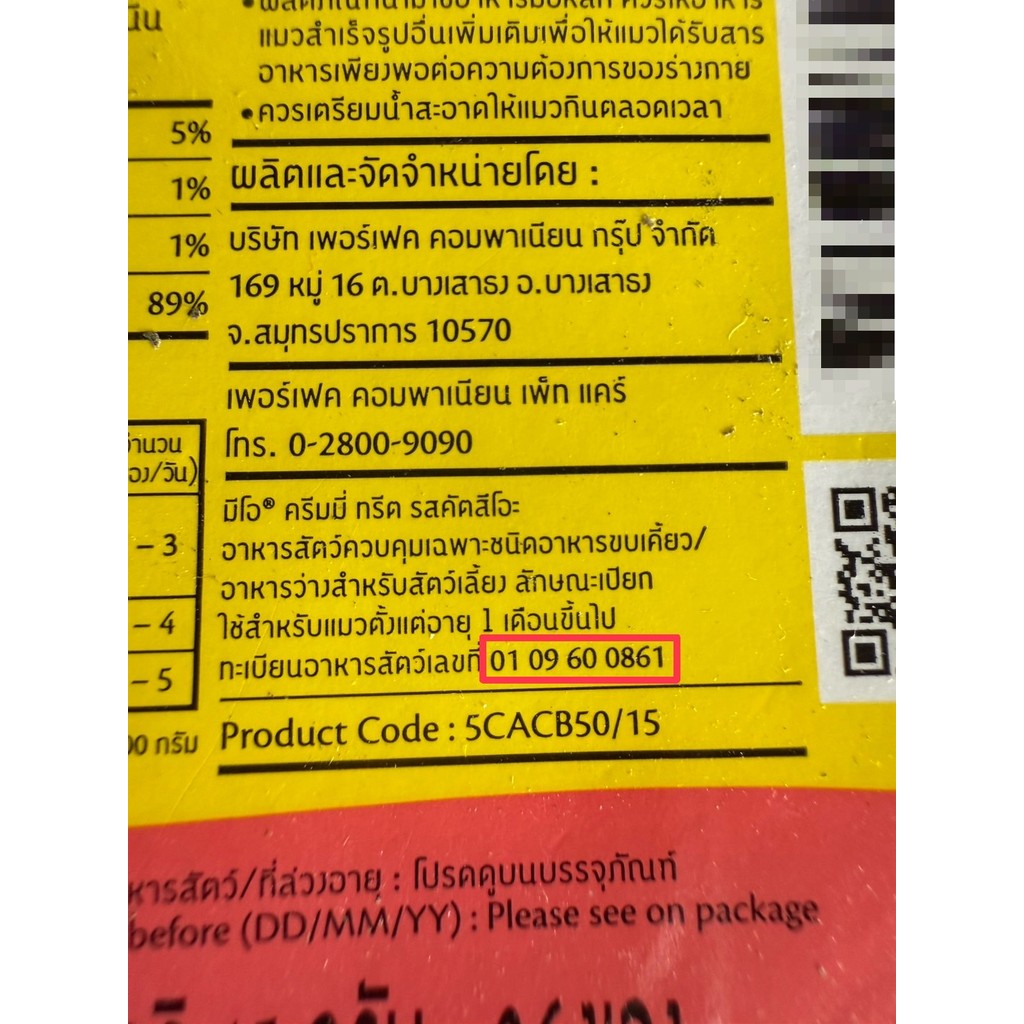 แมวสำเร็จรูปอื่นเพิ่มเติมเพื่อให้แมวได้รับสาร
อาหารเพียงพอต่อความต้องการของร่างกาย
•ควรเตรียมน้ำสะอาดให้แมวกินตลอดเวลา
5%
1%
1%
89%
ผลิตและจัดจำหน่ายโดย :
บริษัท เพอร์เฟค คอมพาเนียน กรุ๊ป จำกัด
169 หมู่ 16 ต.บางเสาธง อ.บางเสาธง
จ.สมุทรปราการ 10570
เพอร์เฟค คอมพาเนียน เพ็ท แคร์
โทร. 0-2800-9090
– 3
– 4
– 5
กรัม
มีโอ® ครีมมี่ ทรีต รสคัตสึโอะ
อาหารสัตว์ควบคุมเฉพาะชนิดอาหารขบเคี้ยว/
อาหารว่างสำหรับสัตว์เลี้ยง ลักษณะเปียก
ใช้สำหรับแมวตั้งแต่อายุ 1 เดือนขึ้นไป
ทะเบียนอาหารสัตว์เลขที่ 01 09 60 0861
Product Code : 5CACB50/15
หารสัตว์/ที่ล่วงอายุ : โปรดดูบนบรรจุภัณฑ์
before (DD/MM/YY) : Please see on package